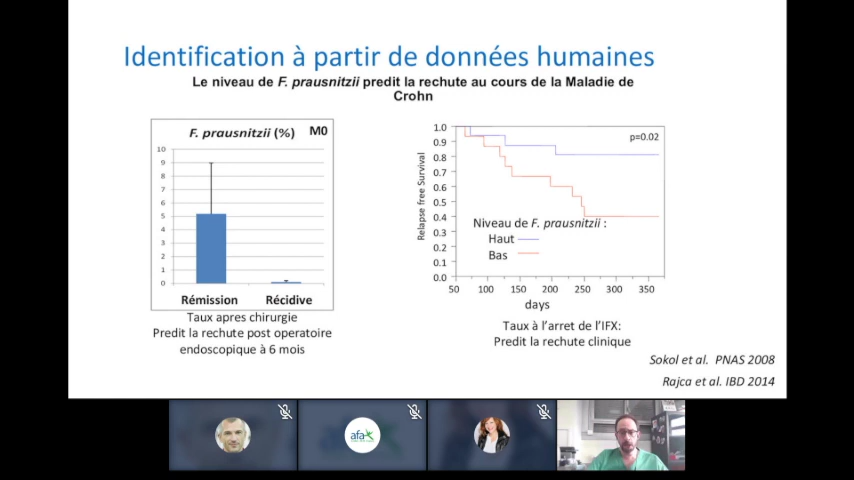 Identification à partir de données humaines
Le niveau de F. prausnitzii predit la rechute au cours de la Maladie de
Crohn
F. prausnitzii (%)
M0
10
9
8
7
6
5
4
3
2
1
0
Rémission
Récidive
Taux apres chirurgie
Predit la rechute post operatoire
endoscopique à 6 mois
Relapse free Survival
1.0
0.9
0.8
0.7
0.6
0.5
0.4
0.3
0.2
0.1
0.0
p=0.02
Niveau de F. prausnitzii :
Haut
Bas
50 100 150 200 250 300 350
days
Taux à l'arret de l'IFX:
Predit la rechute clinique
Sokol et al. PNAS 2008
Rajca et al. IBD 2014
afa